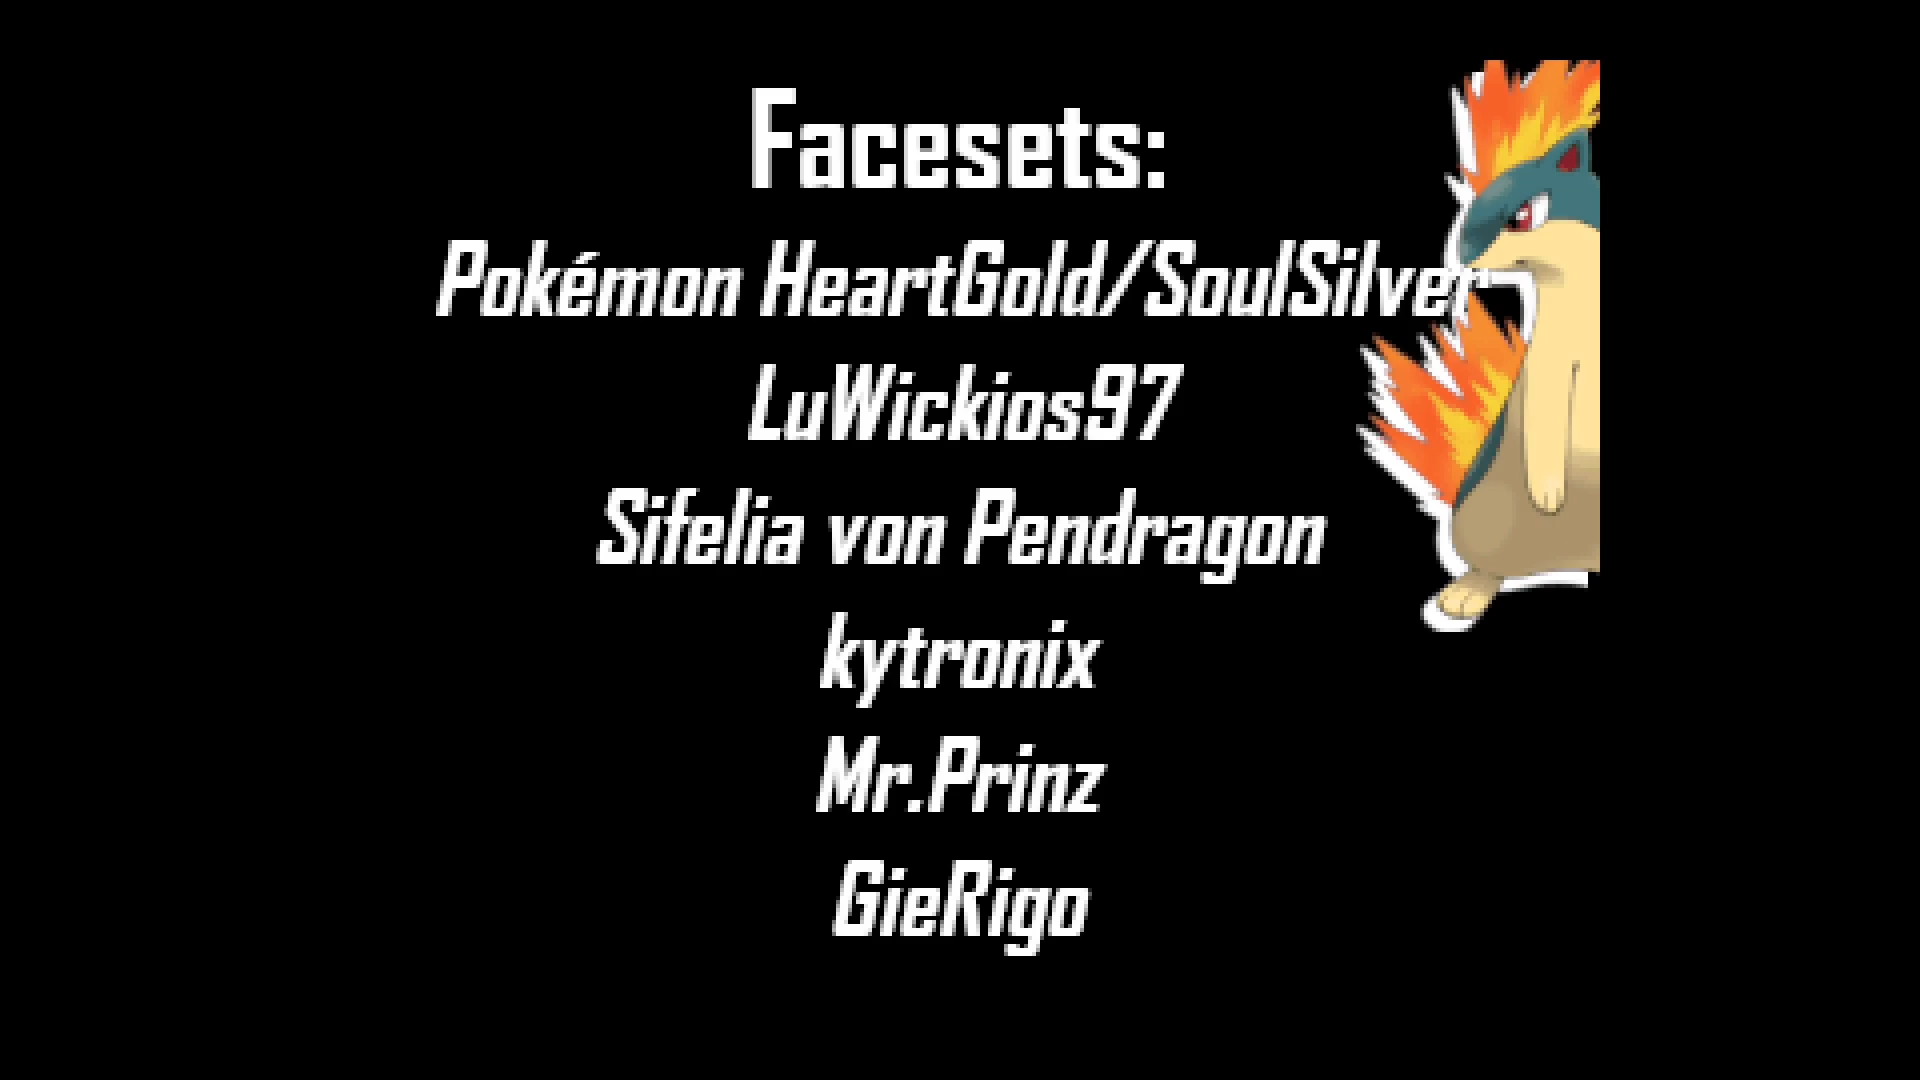 Facesets:
Pokémon HeartGold/SoulSilver
LuWickios97
Sifelia von Pendragon
kytronix
Mr.Prinz
GieRigo